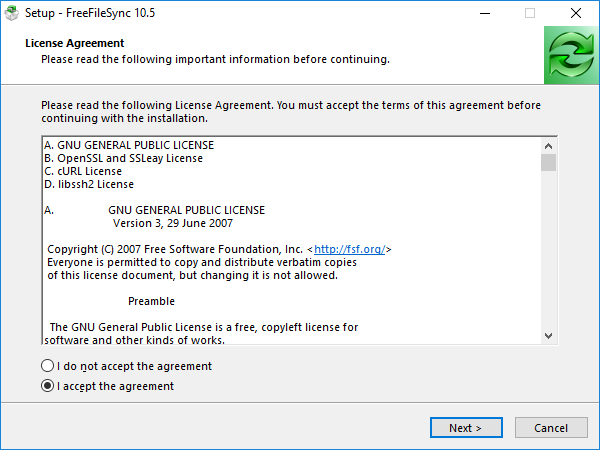 Setup - FreeFileSync 10.5
License Agreement
Please read the following important information before continuing.
Please read the following License Agreement. You must accept the terms of this agreement before
continuing with the installation.
A. GNU GENERAL PUBLIC LICENSE
B. OpenSSL and SSLeay License
C. cURL License
D. libssh2 License
A. GNU GENERAL PUBLIC LICENSE
Version 3, 29 June 2007
Copyright (C) 2007 Free Software Foundation, Inc. <http://fsf.org/>
Everyone is permitted to copy and distribute verbatim copies
of this license document, but changing it is not allowed.
Preamble
The GNU General Public License is a free, copyleft license for
software and other kinds of works.
I do not accept the agreement
I accept the agreement
Next >
Cancel